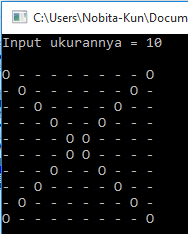 C:\Users\Nobita-Kun\Docum
Input ukurannya = 10
O - - - - - - - - O
- O - - - - - - O -
- - O - - - - O - -
- - - O - - O - - -
- - - - O O - - - -
- - - - O O - - - -
- - - O - - O - - -
- - O - - - - O - -
- O - - - - - - O -
O - - - - - - - - O